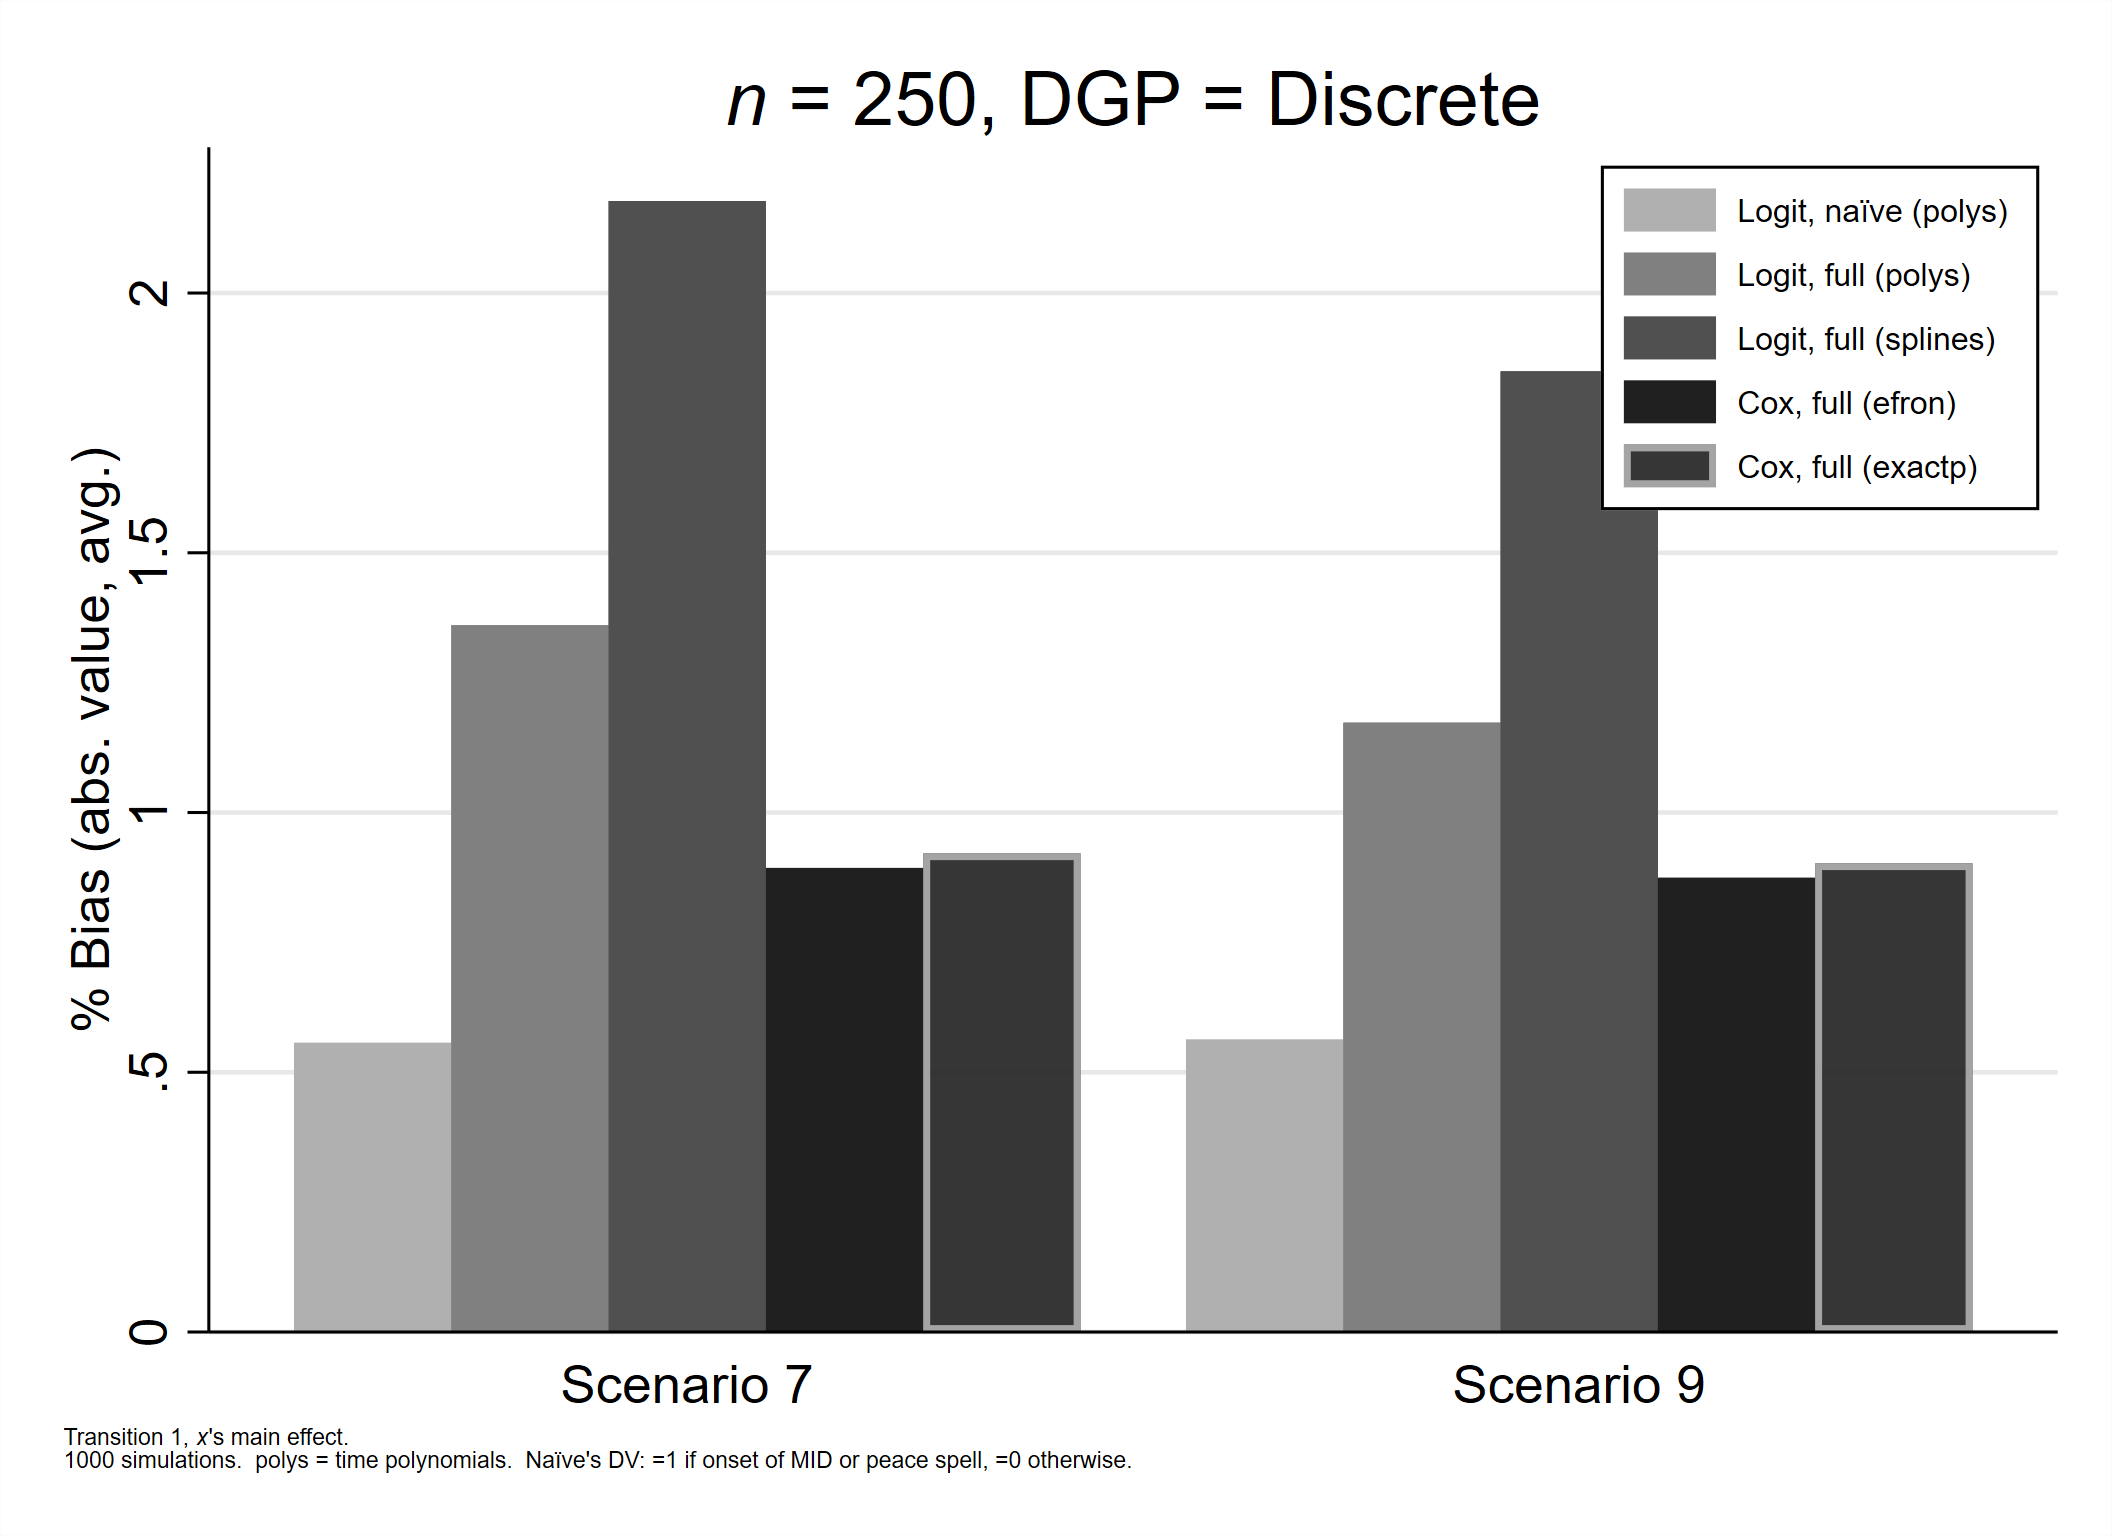 n = 250, DGP = Discrete
Logit, naïve (polys)
Logit, full (polys)
Logit, full (splines)
Cox, full (efron)
Cox, full (exactp)
% Bias (abs. value, avg.)
2
1.5
1
.5
0
Scenario 7
Scenario 9
Transition 1, x's main effect.
1000 simulations.  polys = time polynomials.  Naïve's DV: =1 if onset of MID or peace spell, =0 otherwise.